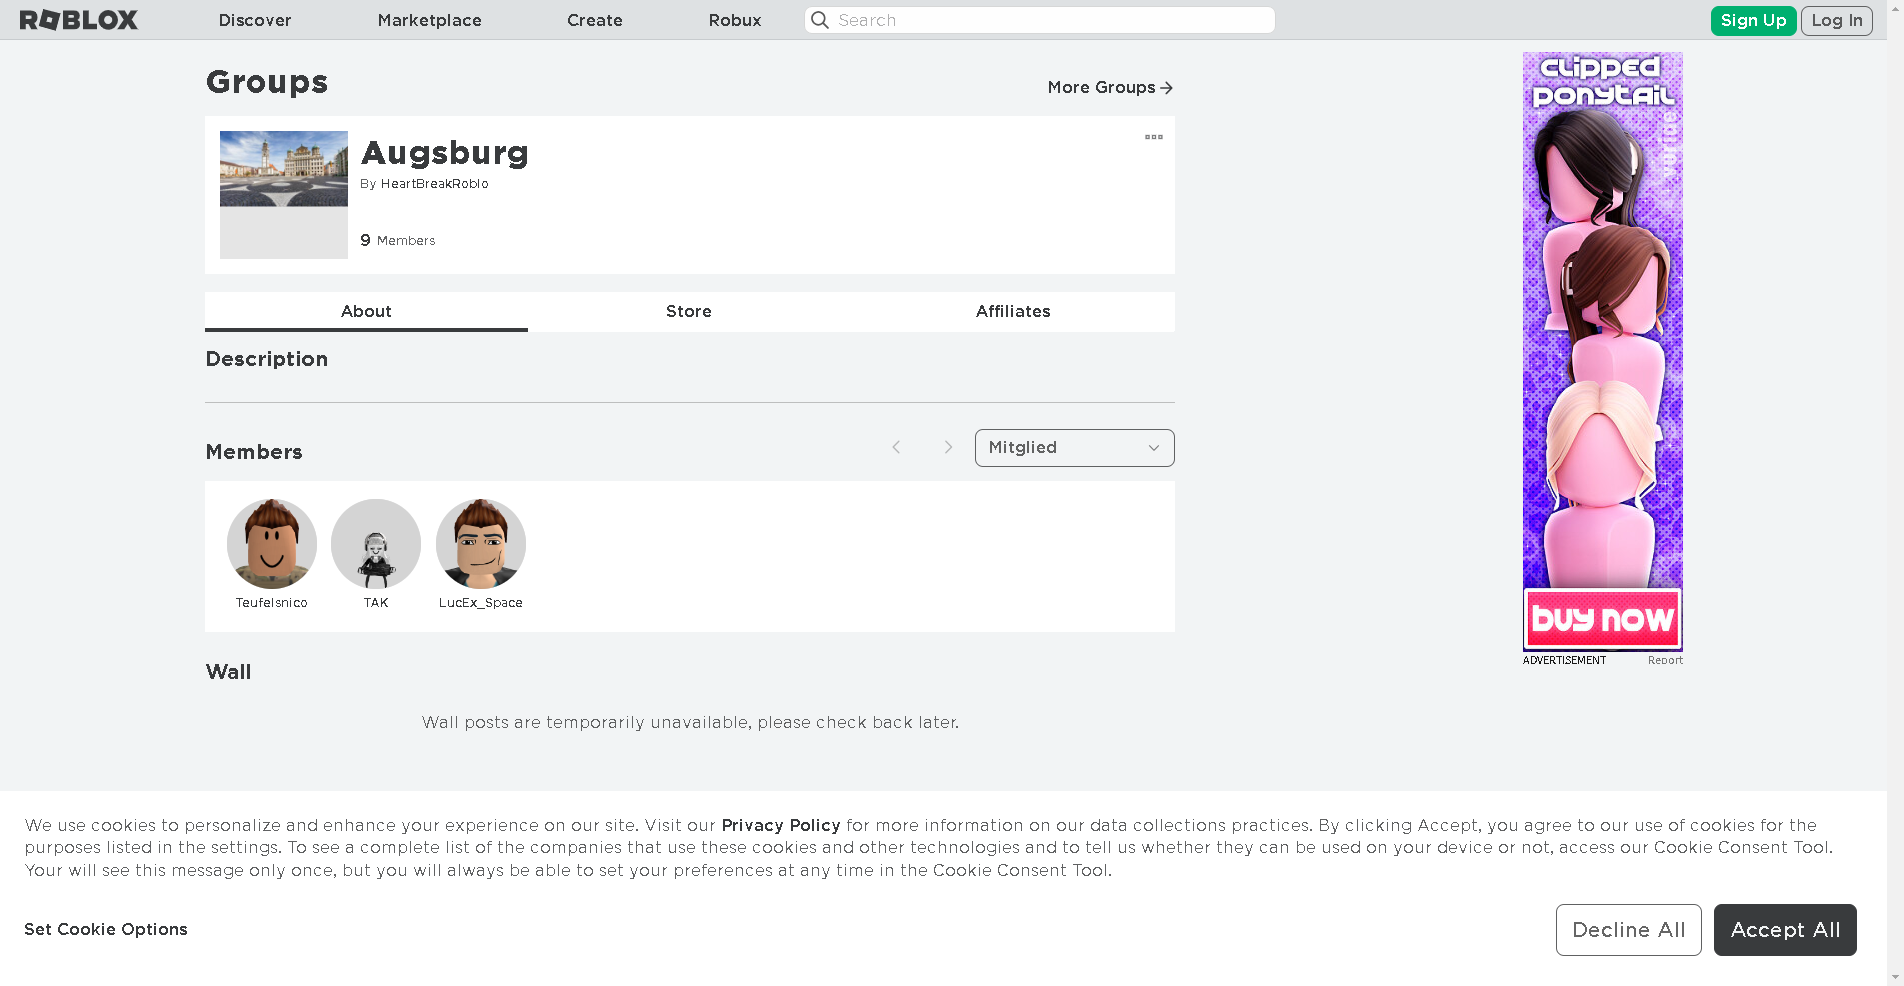 ROBLOX
Discover
Marketplace
Create
Robux
Search
Sign Up
Log In
Groups
More Groups
Augsburg
By HeartBreakRoblo
9 Members
About
Store
Affiliates
Description
Members
Mitglied
Teufelsnico
TAK
LucEx_Space
Wall
Wall posts are temporarily unavailable, please check back later.
CLIPPED
PONYTAIL
buy now
ADVERTISEMENT
Report
We use cookies to personalize and enhance your experience on our site. Visit our Privacy Policy for more information on our data collections practices. By clicking Accept, you agree to our use of cookies for the
purposes listed in the settings. To see a complete list of the companies that use these cookies and other technologies and to tell us whether they can be used on your device or not, access our Cookie Consent Tool.
Your will see this message only once, but you will always be able to set your preferences at any time in the Cookie Consent Tool.
Set Cookie Options
Decline All
Accept All